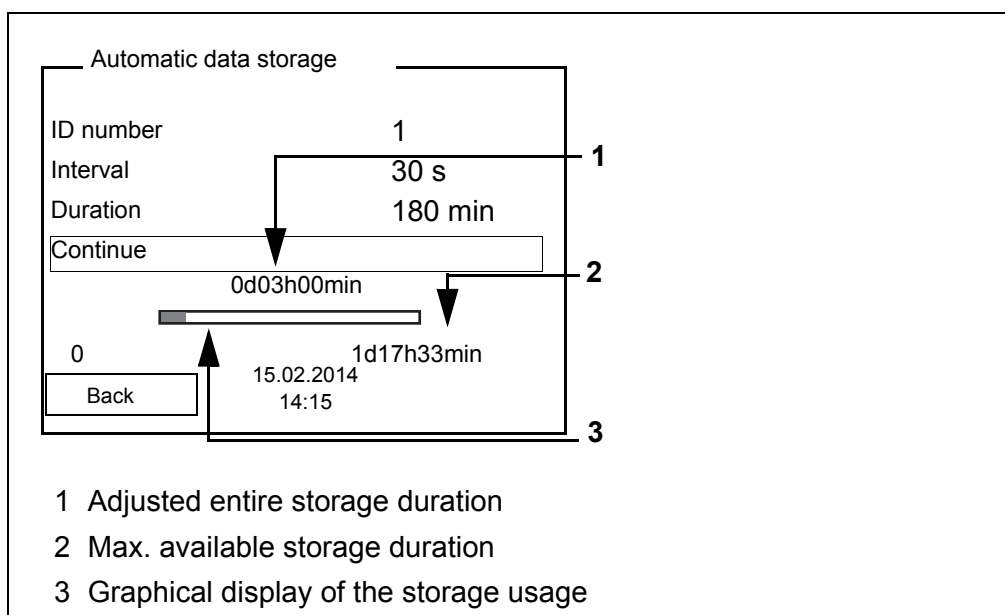 Automatic data storage
ID number 1
Interval 30 s
1
Duration 180 min
Continue
2
0d03h00min
0 1d17h33min
15.02.2014
Back 14:15
3
1 Adjusted entire storage duration
2 Max. available storage duration
3 Graphical display of the storage usage